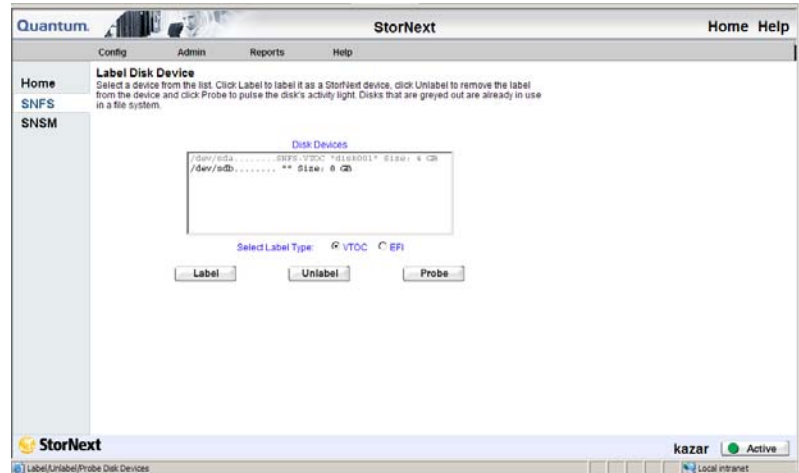 Quantum.
StorNext
Home Help
Config Admin Reports Help
Home
SNFS
SNSM
Label Disk Device
Select a device from the list. Click Label to label it as a StorNext device, click Unlabel to remove the label
from the device and click Probe to pulse the disk's activity light. Disks that are greyed out are already in use
in a file system.
Disk Devices
/dev/sda........SNFS-VTOC "disk001" Size: 4 GB
/dev/sdb........ ** Size: 8 GB
Select Label Type: VTOC EFI
Label Unlabel Probe
StorNext
kazar Active
Label/Unlabel/Probe Disk Devices
Local intranet